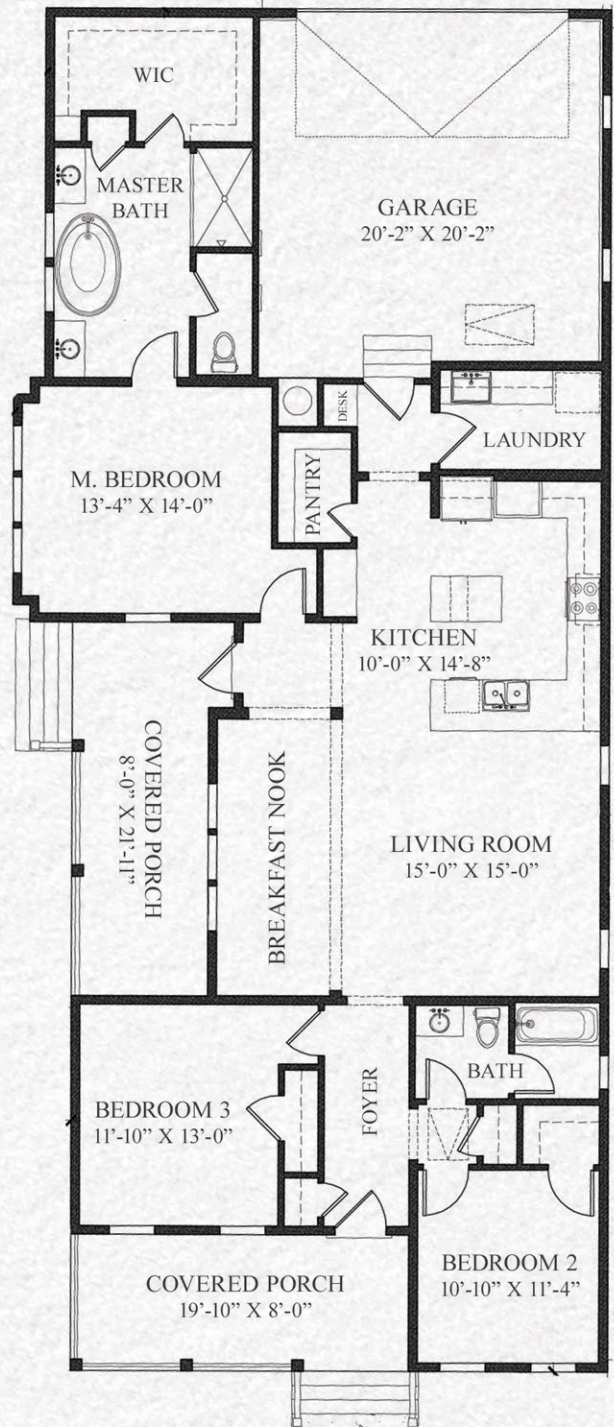 WIC
MASTER
BATH
GARAGE
20’-2” X 20’-2”
DESK
LAUNDRY
PANTRY
M. BEDROOM
13’-4” X 14’-0”
KITCHEN
10’-0” X 14’-8”
COVERED PORCH
8’-0” X 21’-11”
BREAKFAST NOOK
LIVING ROOM
15’-0” X 15’-0”
BATH
FOYER
BEDROOM 3
11’-10” X 13’-0”
BEDROOM 2
10’-10” X 11’-4”
COVERED PORCH
19’-10” X 8’-0”